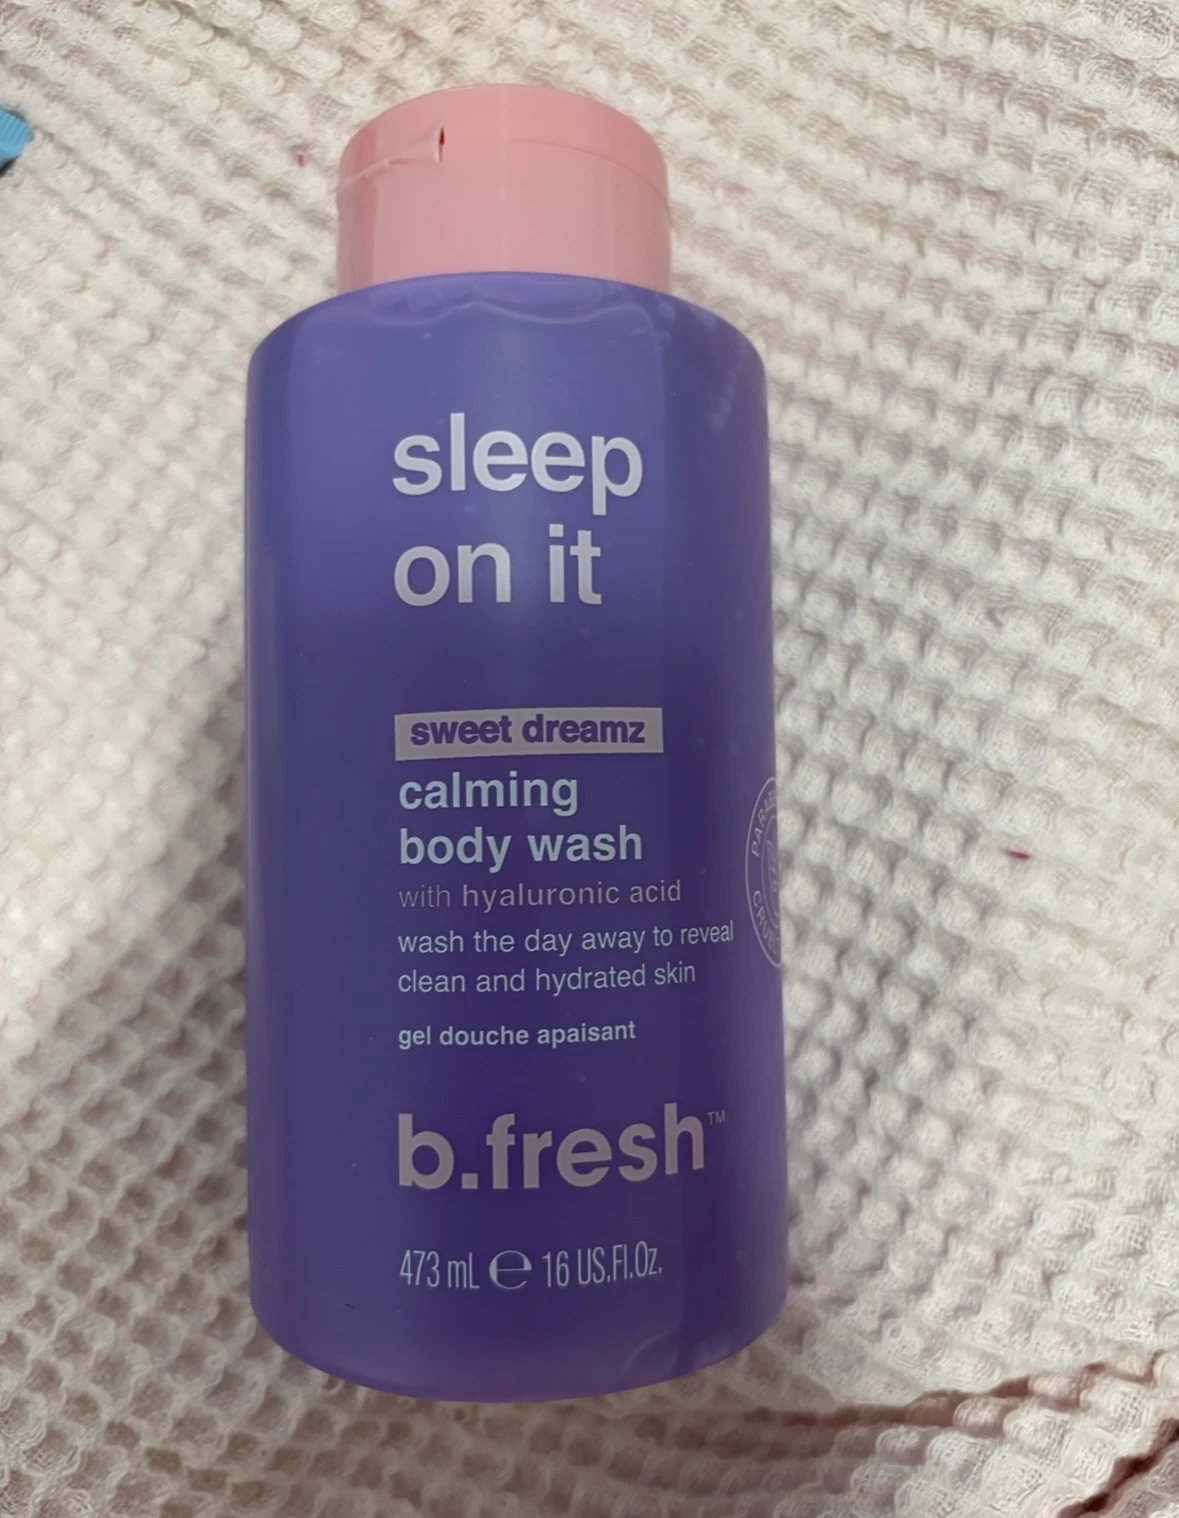 sleep
on it
sweet dreamz
calming
body wash
with hyaluronic acid
wash the day away to reveal
clean and hydrated skin
gel douche apaisant
b.fresh™
473 mL ℮ 16 US.Fl.Oz.